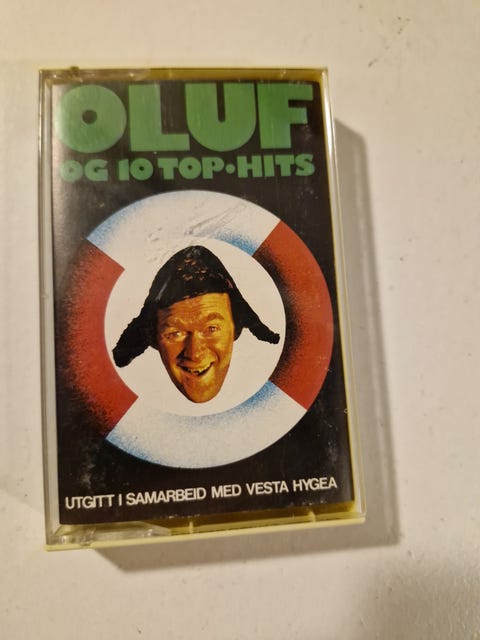 OLUF
OG 10 TOP•HITS
UTGITT I SAMARBEID MED VESTA HYGEA